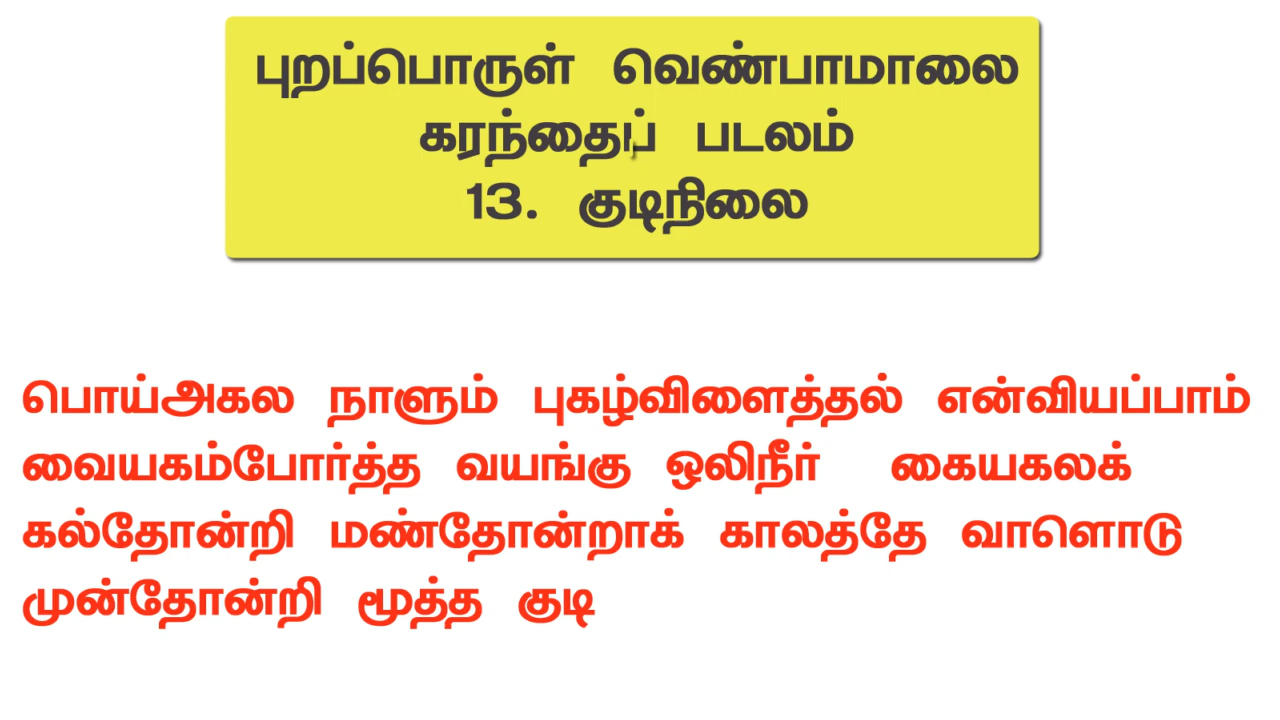 புறப்பொருள் வெண்பாமாலை
கரந்தைப் படலம்
13. குடிநிலை
பொய்அகல நாளும் புகழ்விளைத்தல் என்வியப்பாம்
வையகம்போர்த்த வயங்கு ஒலிநீர் கையகலக்
கல்தோன்றி மண்தோன்றாக் காலத்தே வாளொடு
முன்தோன்றி மூத்த குடி